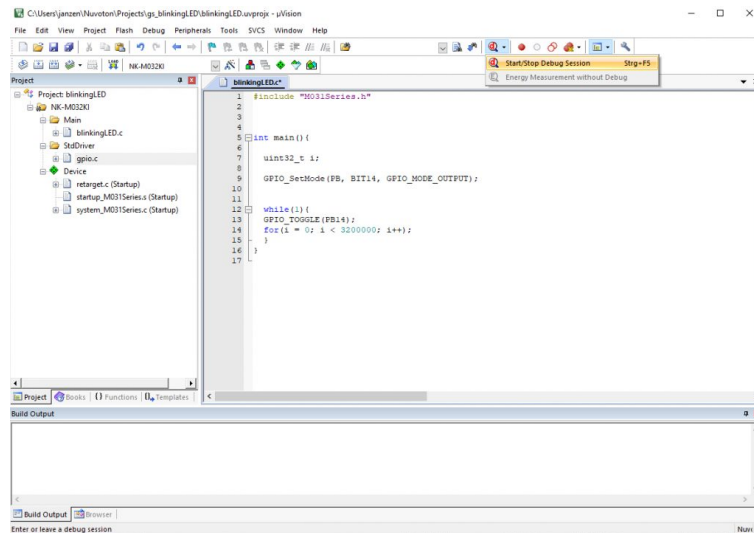 C:\Users\janzen\Nuvoton\Projects\gs_blinkingLED\blinkingLED.uvprojx - µVision
File Edit View Project Flash Debug Peripherals Tools SVCS Window Help
LOAD NK-M032KI
Start/Stop Debug Session Strg+F5
Energy Measurement without Debug
Project
Project: blinkingLED
NK-M032KI
Main
blinkingLED.c
StdDriver
gpio.c
Device
retarget.c (Startup)
startup_M031Series.s (Startup)
system_M031Series.c (Startup)
blinkingLED.c*
1 #include "M031Series.h"
2
3
4
5 int main(){
6
7 uint32_t i;
8
9 GPIO_SetMode(PB, BIT14, GPIO_MODE_OUTPUT);
10
11
12 while(1){
13 GPIO_TOGGLE(PB14);
14 for(i = 0; i < 3200000; i++);
15 }
16 }
17
Project Books {} Functions 0 Templates
Build Output
Build Output Browser
Enter or leave a debug session Nuv